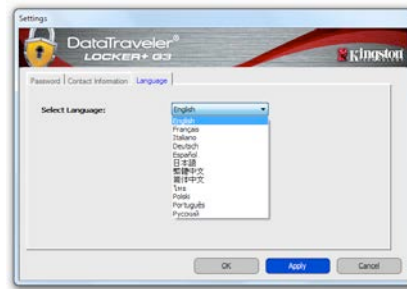 Settings
DataTraveler®
LOCKER+ G3
Kingston
Password Contact Information Language
Select Language: English
English
Français
Italiano
Deutsch
Español
日本語
繁體中文
简体中文
ไทย
Polski
Português
Русский
OK Apply Cancel